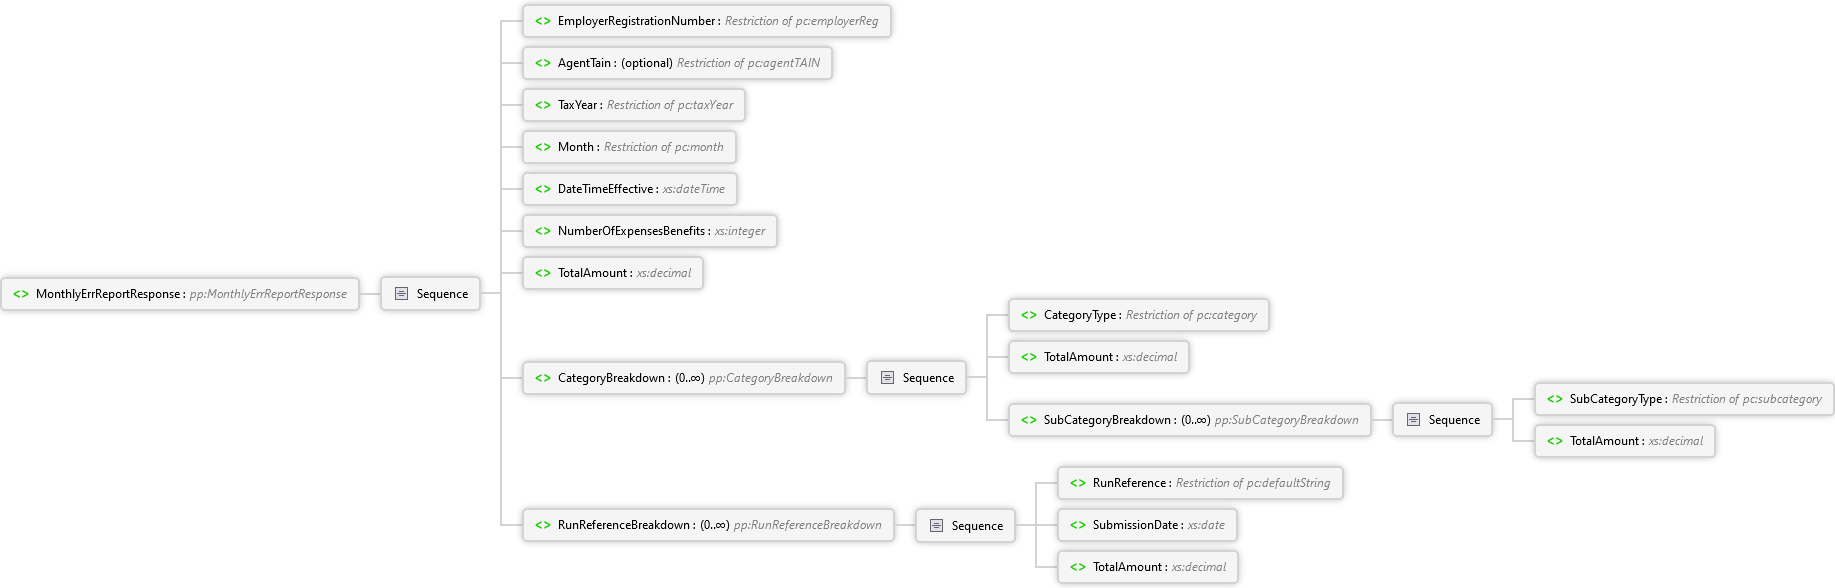 <> EmployerRegistrationNumber : Restriction of pc:employerReg
<> AgentTain : (optional) Restriction of pc:agentTAIN
<> TaxYear : Restriction of pc:taxYear
<> Month : Restriction of pc:month
<> DateTimeEffective : xs:dateTime
<> NumberOfExpensesBenefits : xs:integer
<> TotalAmount : xs:decimal
<> MonthlyErrReportResponse : pp:MonthlyErrReportResponse
Sequence
<> CategoryBreakdown : (0..∞) pp:CategoryBreakdown
Sequence
<> CategoryType : Restriction of pc:category
<> TotalAmount : xs:decimal
<> SubCategoryBreakdown : (0..∞) pp:SubCategoryBreakdown
Sequence
<> SubCategoryType : Restriction of pc:subcategory
<> TotalAmount : xs:decimal
<> RunReferenceBreakdown : (0..∞) pp:RunReferenceBreakdown
Sequence
<> RunReference : Restriction of pc:defaultString
<> SubmissionDate : xs:date
<> TotalAmount : xs:decimal